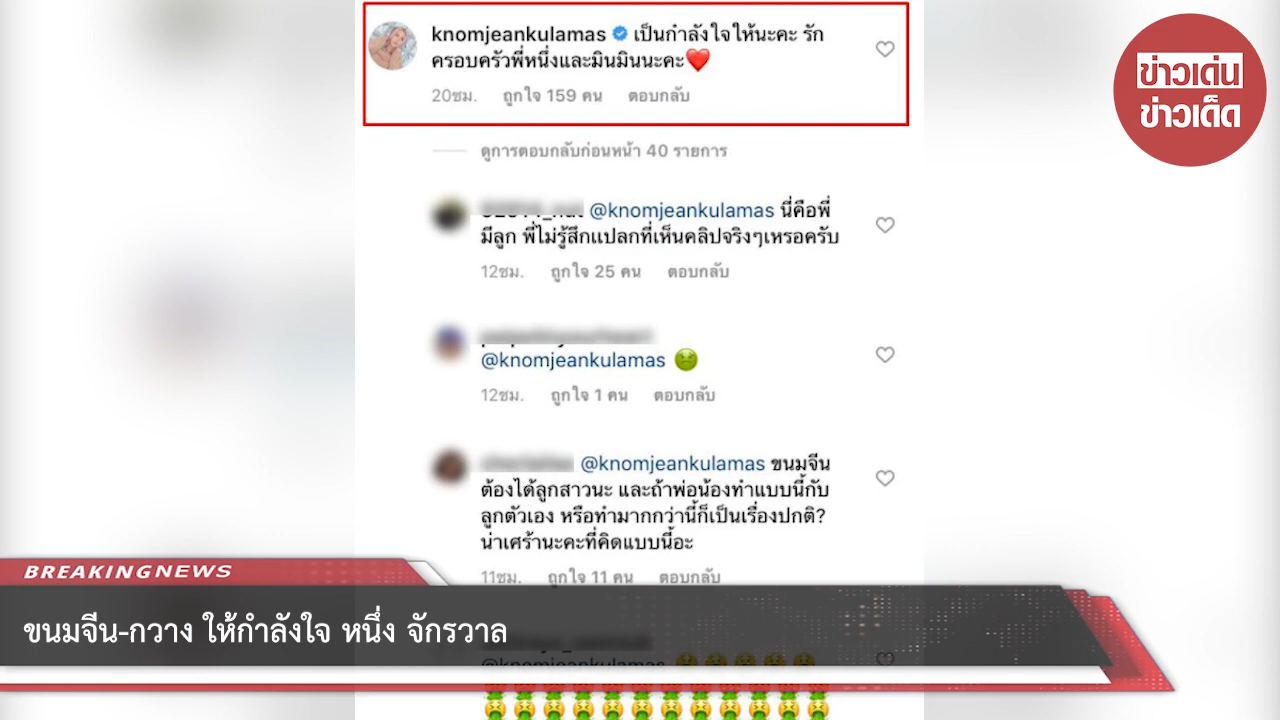 knomjeankulamas เป็นกำลังใจให้นะคะ รัก
ครอบครัวพี่หนึ่งและมินมินนะคะ❤️
20ชม. ถูกใจ 159 คน ตอบกลับ
ดูการตอบกลับก่อนหน้า 40 รายการ
@knomjeankulamas นี่คือพี่
มีลูก พี่ไม่รู้สึกแปลกที่เห็นคลิปจริงๆเหรอครับ
12ชม. ถูกใจ 25 คน ตอบกลับ
@knomjeankulamas 🤢
12ชม. ถูกใจ 1 คน ตอบกลับ
@knomjeankulamas ขนมจีน
ต้องได้ลูกสาวนะ และถ้าพ่อน้องทำแบบนี้กับ
ลูกตัวเอง หรือทำมากกว่านี้ก็เป็นเรื่องปกติ?
น่าเศร้านะคะที่คิดแบบนี้อะ
11ชม. ถูกใจ 11 คน ตอบกลับ
@knomjeankulamas
ข่าวเด่น
ข่าวเด็ด
BREAKINGNEWS
ขนมจีน-กวาง ให้กำลังใจ หนึ่ง จักรวาล